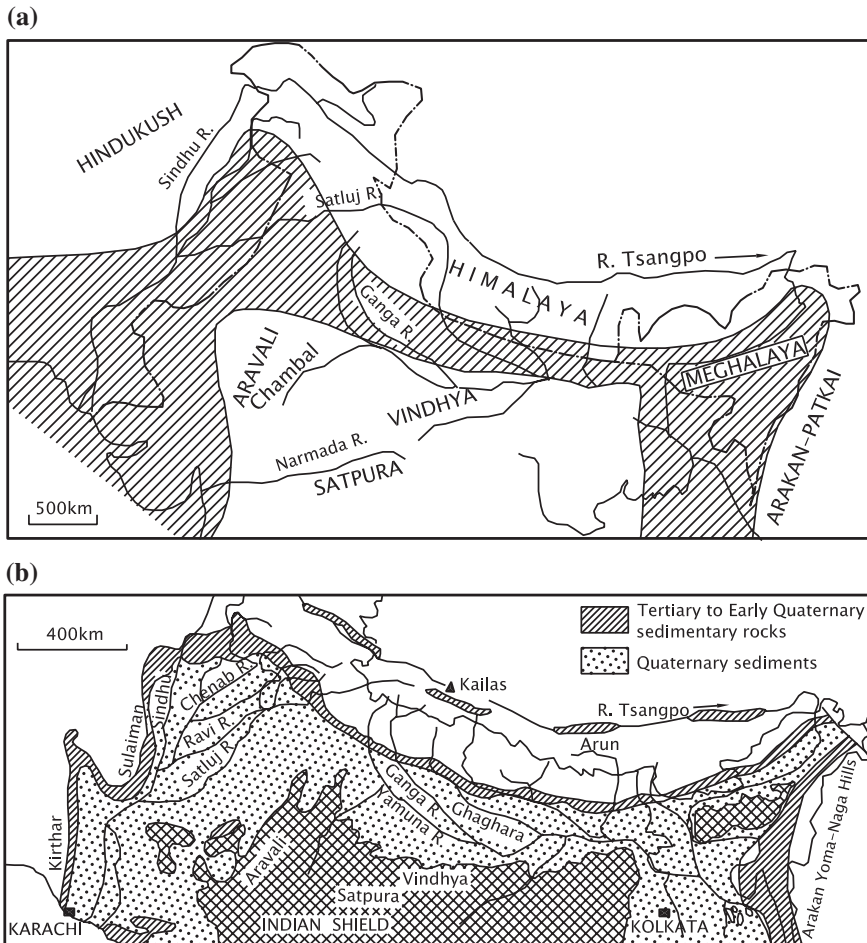 (a)
HINDUKUSH
Sindhu R.
Satluj R.
R. Tsangpo
HIMALAYA
Ganga R.
ARAVALI
Chambal
MEGHALAYA
VINDHYA
Narmada R.
SATPURA
ARAKAN-PATKAI
500km
(b)
400km
Tertiary to Early Quaternary
sedimentary rocks
Quaternary sediments
Kailas
R. Tsangpo
Arun
Sulaiman
Sindhu
Chenab R.
Ravi R.
Satluj R.
Ganga R.
Ghaghara
amuna R.
Kirthar
Aravali
Vindhya
Satpura
INDIAN SHIELD
KARACHI
KOLKATA
Arakan Yoma-Naga Hills